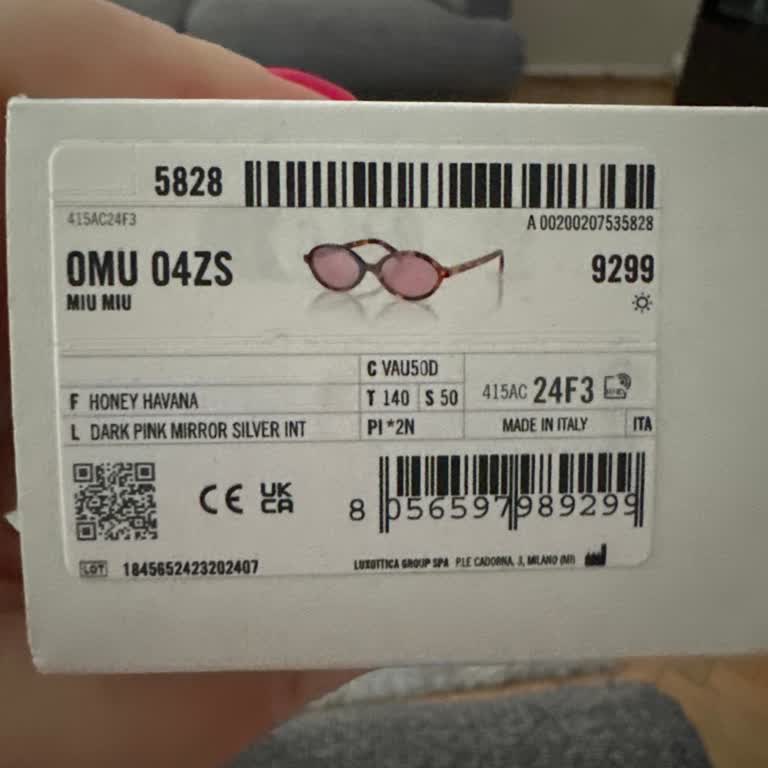 5828
415AC24F3
A 00200207535828
0MU 04ZS
9299
MIU MIU
C VAU50D
F HONEY HAVANA
T 140 S 50
415AC 24F3
L DARK PINK MIRROR SILVER INT
PI *2N
MADE IN ITALY
ITA
CE UK CA
8 056597 989299
LOT 1845652423202407
LUXOTTICA GROUP SPA P.LE CADORNA, 3, MILANO (MI)